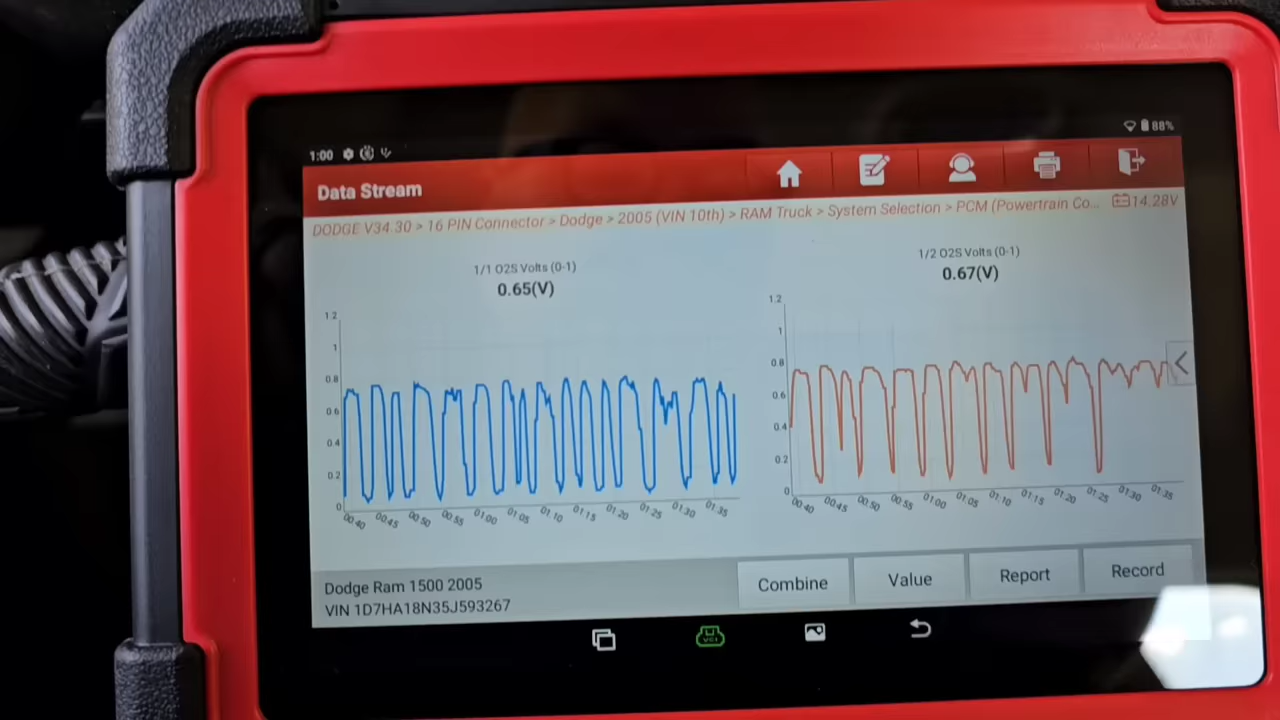 1:00
88%
Data Stream
DODGE V34.30 > 16 PIN Connector > Dodge > 2005 (VIN 10th) > RAM Truck > System Selection > PCM (Powertrain Co... 14.28V
1/1 O2S Volts (0-1)
0.65(V)
1.2
1
0.8
0.6
0.4
0.2
0
00:40 00:45 00:50 00:55 01:00 01:05 01:10 01:15 01:20 01:25 01:30 01:35
1/2 O2S Volts (0-1)
0.67(V)
1.2
1
0.8
0.6
0.4
0.2
0
00:40 00:45 00:50 00:55 01:00 01:05 01:10 01:15 01:20 01:25 01:30 01:35
Dodge Ram 1500 2005
VIN 1D7HA18N35J593267
Combine
Value
Report
Record
VCI